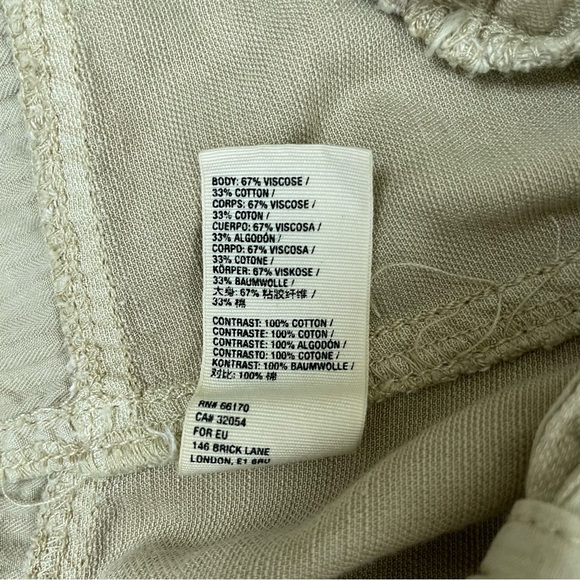 BODY: 67% VISCOSE /
33% COTTON /
CORPS: 67% VISCOSE /
33% COTON /
CUERPO: 67% VISCOSA /
33% ALGODÓN /
CORPO: 67% VISCOSA /
33% COTONE /
KÖRPER: 67% VISKOSE /
33% BAUMWOLLE /
大身: 67% 粘胶纤维 /
33% 棉
CONTRAST: 100% COTTON /
CONTRASTE: 100% COTON /
CONTRASTE: 100% ALGODÓN /
CONTRASTO: 100% COTONE /
KONTRAST: 100% BAUMWOLLE /
对比: 100% 棉
RN# 66170
CA# 32054
FOR EU
146 BRICK LANE
LONDON, E1 6RU